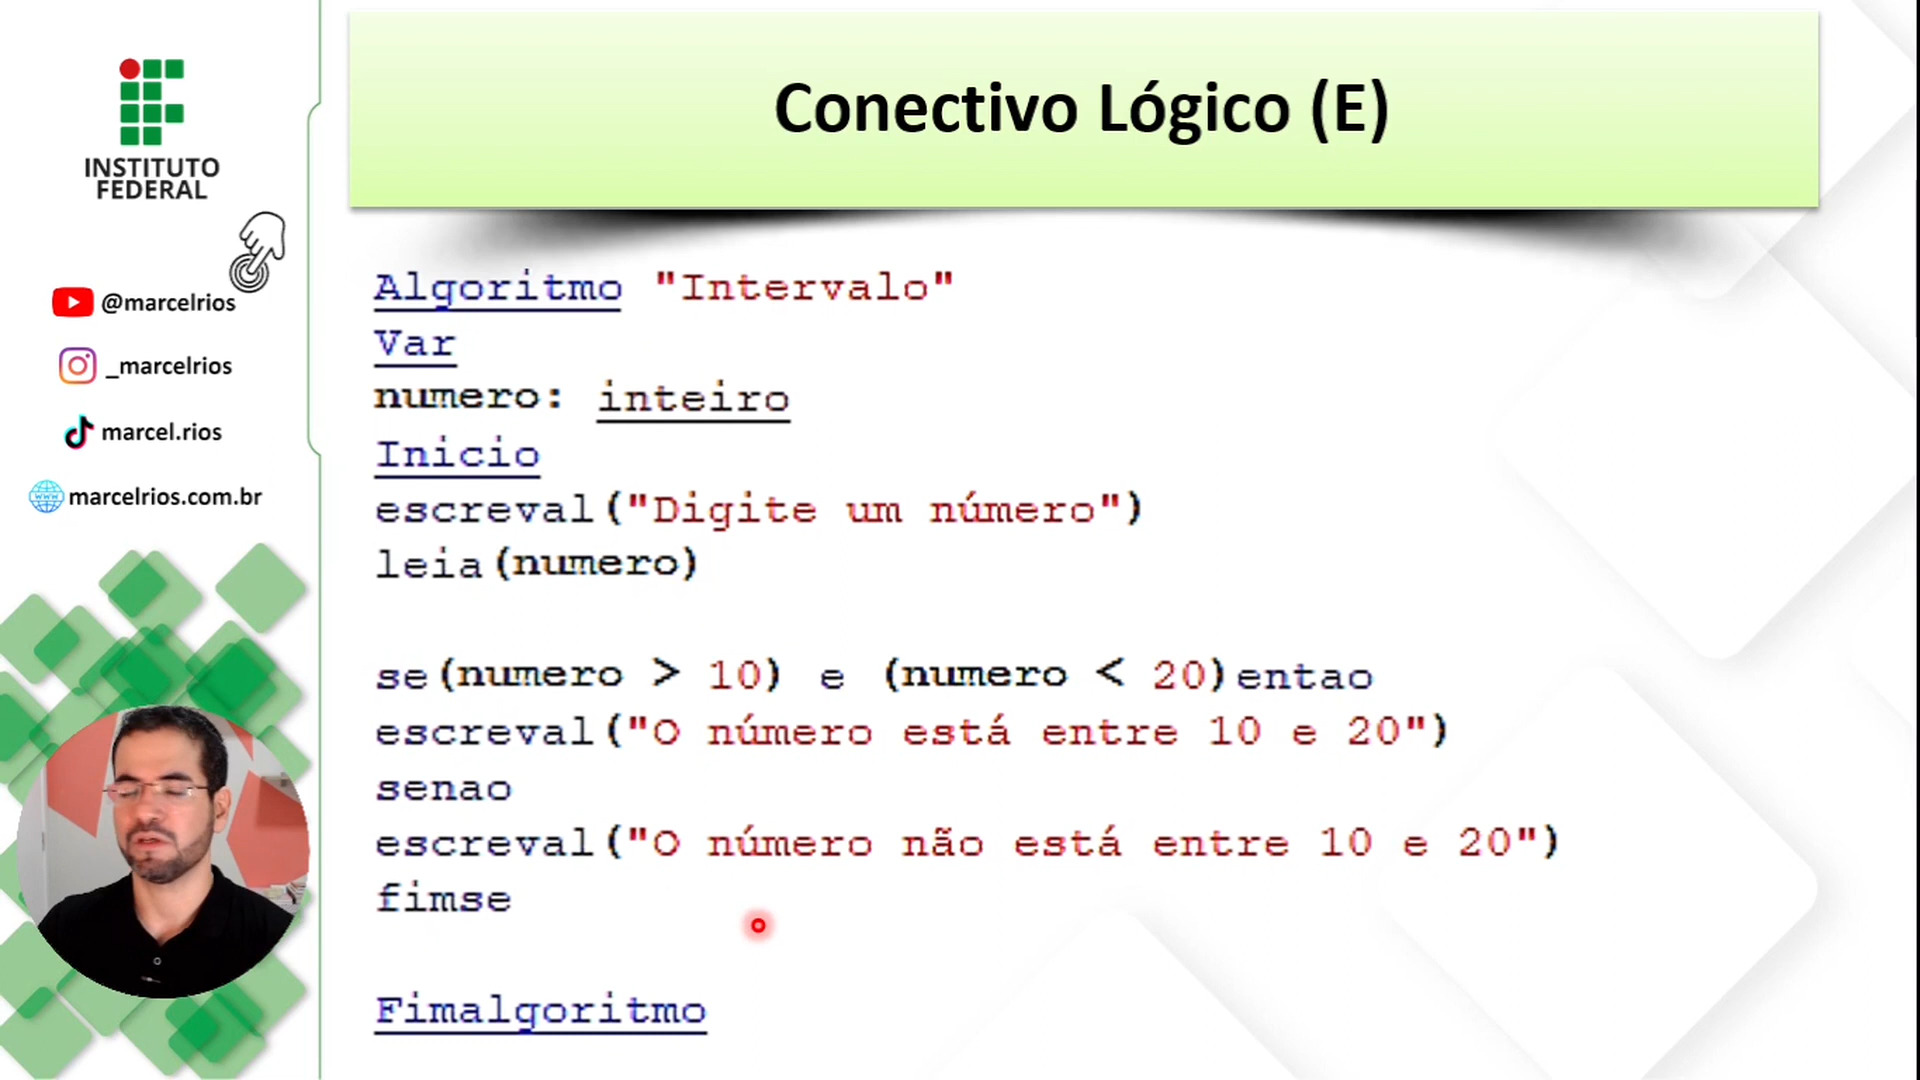 INSTITUTO
FEDERAL
@marcelrios
_marcelrios
marcel.rios
marcelrios.com.br
Conectivo Lógico (E)
Algoritmo "Intervalo"
Var
numero: inteiro
Inicio
escreval("Digite um número")
leia(numero)
se(numero > 10) e (numero < 20)entao
escreval("O número está entre 10 e 20")
senao
escreval("O número não está entre 10 e 20")
fimse
Fimalgoritmo